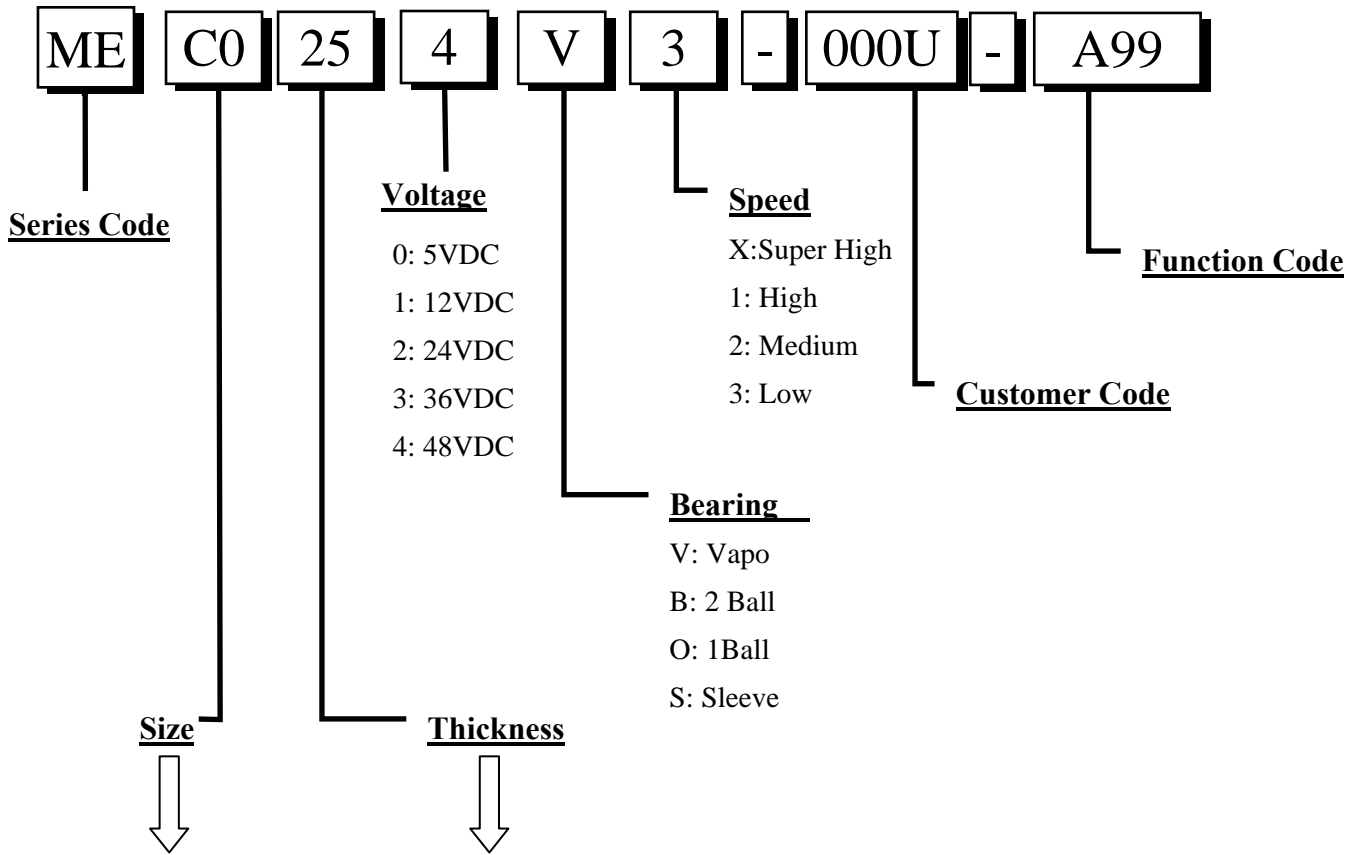 ME C0 25 4 V 3 - 000U - A99
Series Code
Voltage
0: 5VDC
1: 12VDC
2: 24VDC
3: 36VDC
4: 48VDC
Speed
X:Super High
1: High
2: Medium
3: Low
Function Code
Customer Code
Bearing
V: Vapo
B: 2 Ball
O: 1Ball
S: Sleeve
Size
Thickness